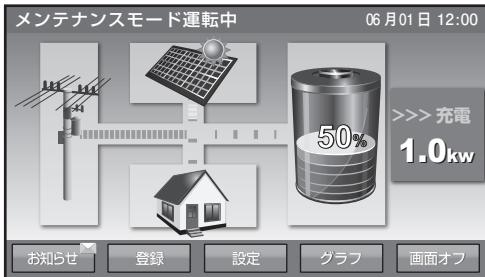 メンテナンスモード運転中
06月01日 12:00
50%
>>> 充電
1.0kw
お知らせ
登録
設定
グラフ
画面オフ